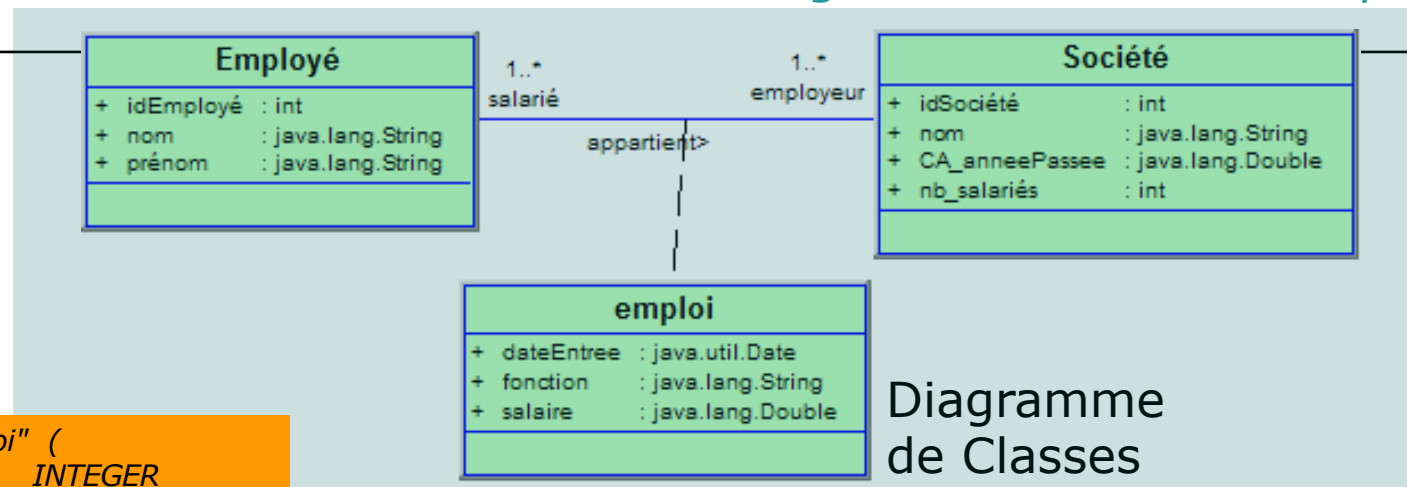 Employé
+ idEmployé : int
+ nom : java.lang.String
+ prénom : java.lang.String
1..*
salarié
1..*
employeur
appartient>
Société
+ idSociété : int
+ nom : java.lang.String
+ CA_anneePassee : java.lang.Double
+ nb_salariés : int
emploi
+ dateEntree : java.util.Date
+ fonction : java.lang.String
+ salaire : java.lang.Double
Diagramme
de Classes
" (
INTEGER